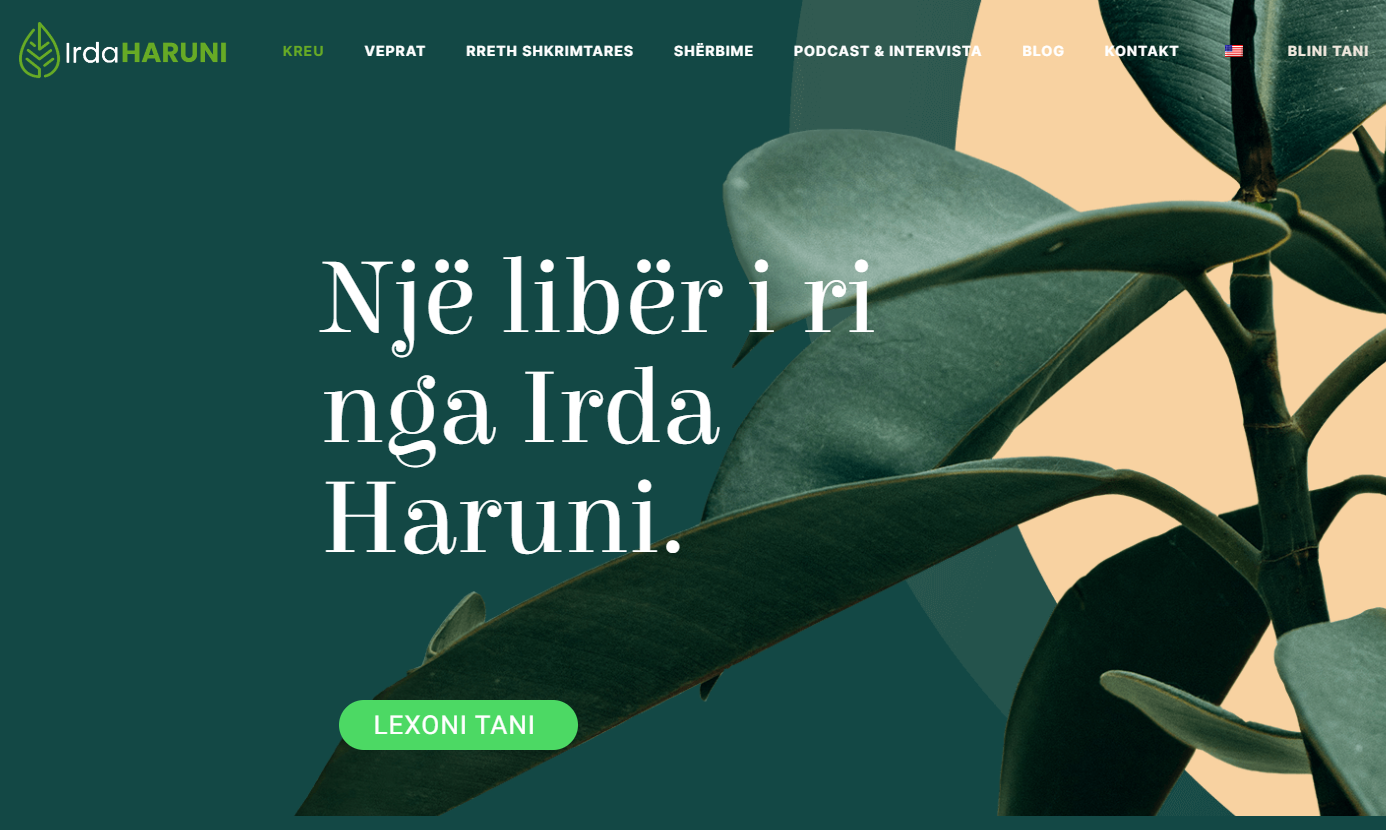 IrdaHARUNI
KREU VEPRAT RRETH SHKRIMTARES SHËRBIME PODCAST & INTERVISTA BLOG KONTAKT BLINI TANI
Një libër i ri
nga Irda
Haruni.
LEXONI TANI